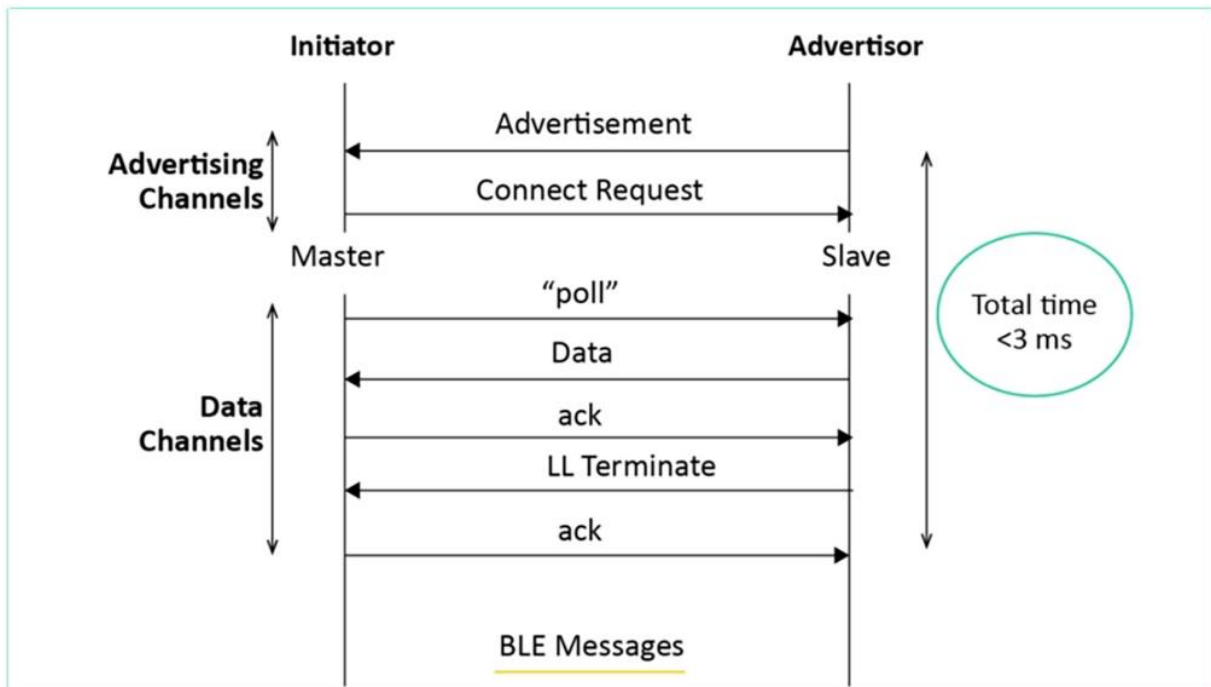 Initiator
Advertisor
Advertisement
Advertising
Channels
Connect Request
Master
Slave
“poll”
Total time
<3 ms
Data
Data
Channels
ack
LL Terminate
ack
BLE Messages